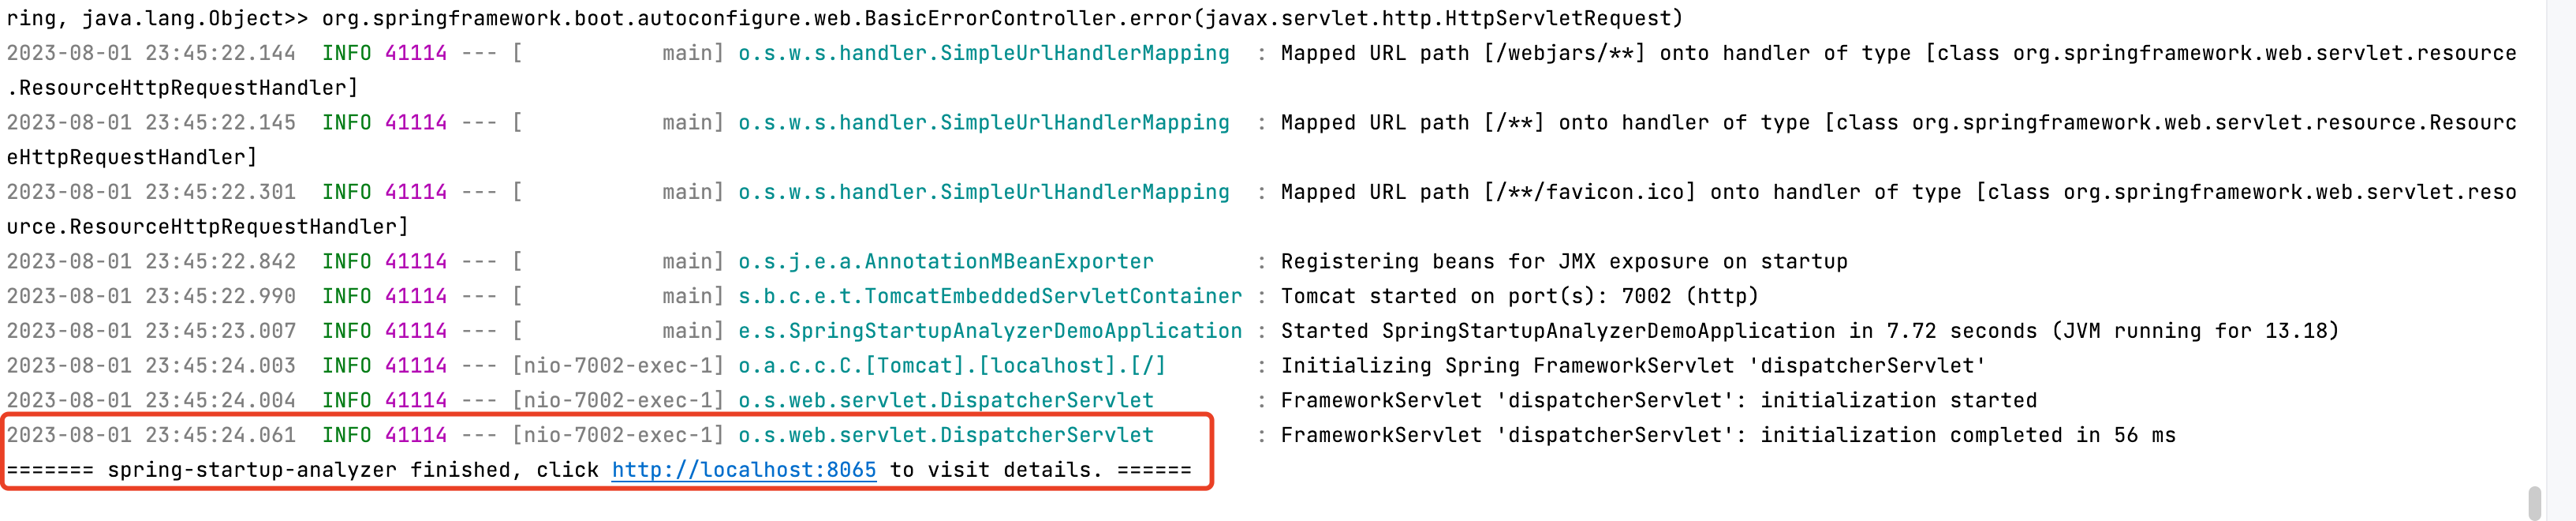 ring, java.lang.Object>> org.springframework.boot.autoconfigure.web.BasicErrorController.error(javax.servlet.http.HttpServletRequest)
2023-08-01 23:45:22.144  INFO 41114 --- [           main] o.s.w.s.handler.SimpleUrlHandlerMapping  : Mapped URL path [/webjars/**] onto handler of type [class org.springframework.web.servlet.resource
.ResourceHttpRequestHandler]
2023-08-01 23:45:22.145  INFO 41114 --- [           main] o.s.w.s.handler.SimpleUrlHandlerMapping  : Mapped URL path [/**] onto handler of type [class org.springframework.web.servlet.resource.Resourc
eHttpRequestHandler]
2023-08-01 23:45:22.301  INFO 41114 --- [           main] o.s.w.s.handler.SimpleUrlHandlerMapping  : Mapped URL path [/**/favicon.ico] onto handler of type [class org.springframework.web.servlet.reso
urce.ResourceHttpRequestHandler]
2023-08-01 23:45:22.842  INFO 41114 --- [           main] o.s.j.e.a.AnnotationMBeanExporter        : Registering beans for JMX exposure on startup
2023-08-01 23:45:22.990  INFO 41114 --- [           main] s.b.c.e.t.TomcatEmbeddedServletContainer : Tomcat started on port(s): 7002 (http)
2023-08-01 23:45:23.007  INFO 41114 --- [           main] e.s.SpringStartupAnalyzerDemoApplication : Started SpringStartupAnalyzerDemoApplication in 7.72 seconds (JVM running for 13.18)
2023-08-01 23:45:24.003  INFO 41114 --- [nio-7002-exec-1] o.a.c.c.C.[Tomcat].[localhost].[/]       : Initializing Spring FrameworkServlet 'dispatcherServlet'
2023-08-01 23:45:24.004  INFO 41114 --- [nio-7002-exec-1] o.s.web.servlet.DispatcherServlet        : FrameworkServlet 'dispatcherServlet': initialization started
2023-08-01 23:45:24.061  INFO 41114 --- [nio-7002-exec-1] o.s.web.servlet.DispatcherServlet        : FrameworkServlet 'dispatcherServlet': initialization completed in 56 ms
======= spring-startup-analyzer finished, click http://localhost:8065 to visit details. ======